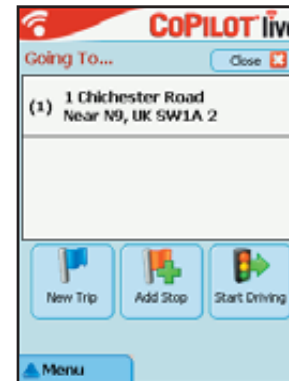 CoPilot live
Going To...
Close
(1) 1 Chichester Road
Near N9, UK SW1A 2
New Trip
Add Stop
Start Driving
Menu